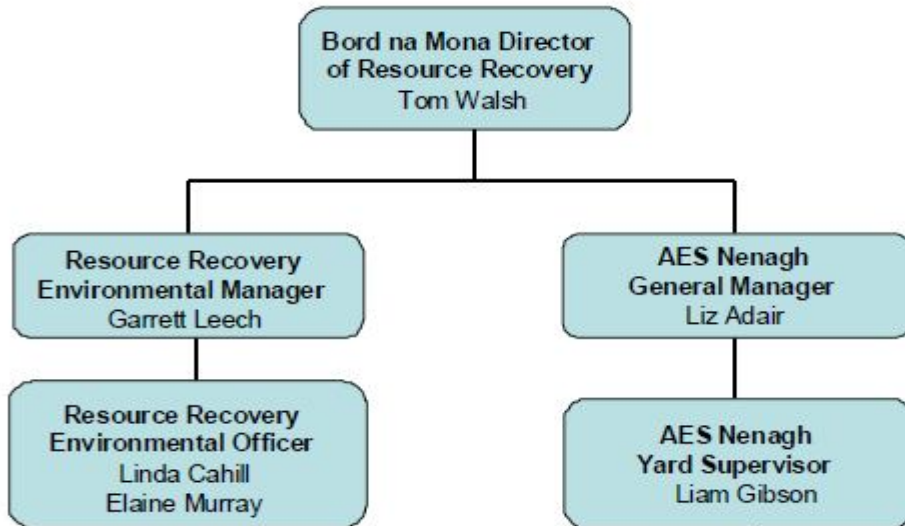 Bord na Mona Director
of Resource Recovery
Tom Walsh
Resource Recovery
Environmental Manager
Garrett Leech
AES Nenagh
General Manager
Liz Adair
Resource Recovery
Environmental Officer
Linda Cahill
Elaine Murray
AES Nenagh
Yard Supervisor
Liam Gibson